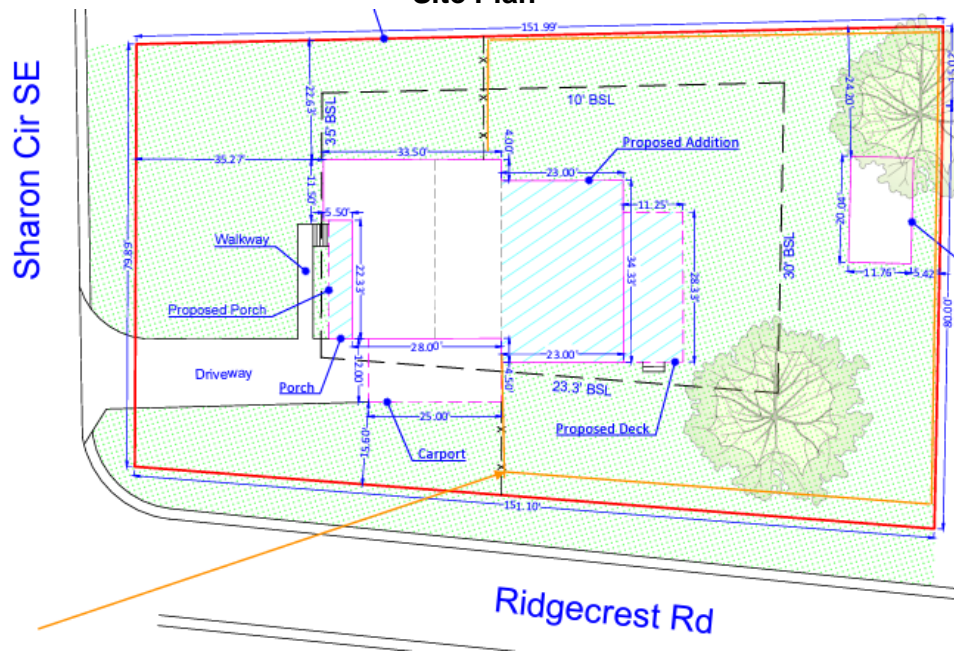 Site Plan
151.99'
Sharon Cir SE
79.89'
22.63'
35' BSL
10' BSL
24.20'
15.02'
35.27'
33.50'
4.00'
Proposed Addition
23.00'
11.25'
11.50'
5.50'
20.04'
Walkway
22.33'
34.33'
28.33'
30' BSL
11.76'
5.42'
80.00'
Proposed Porch
28.00'
23.00'
Driveway
12.00'
Porch
4.50'
23.3' BSL
25.00'
Proposed Deck
15.60'
Carport
151.10'
Ridgecrest Rd